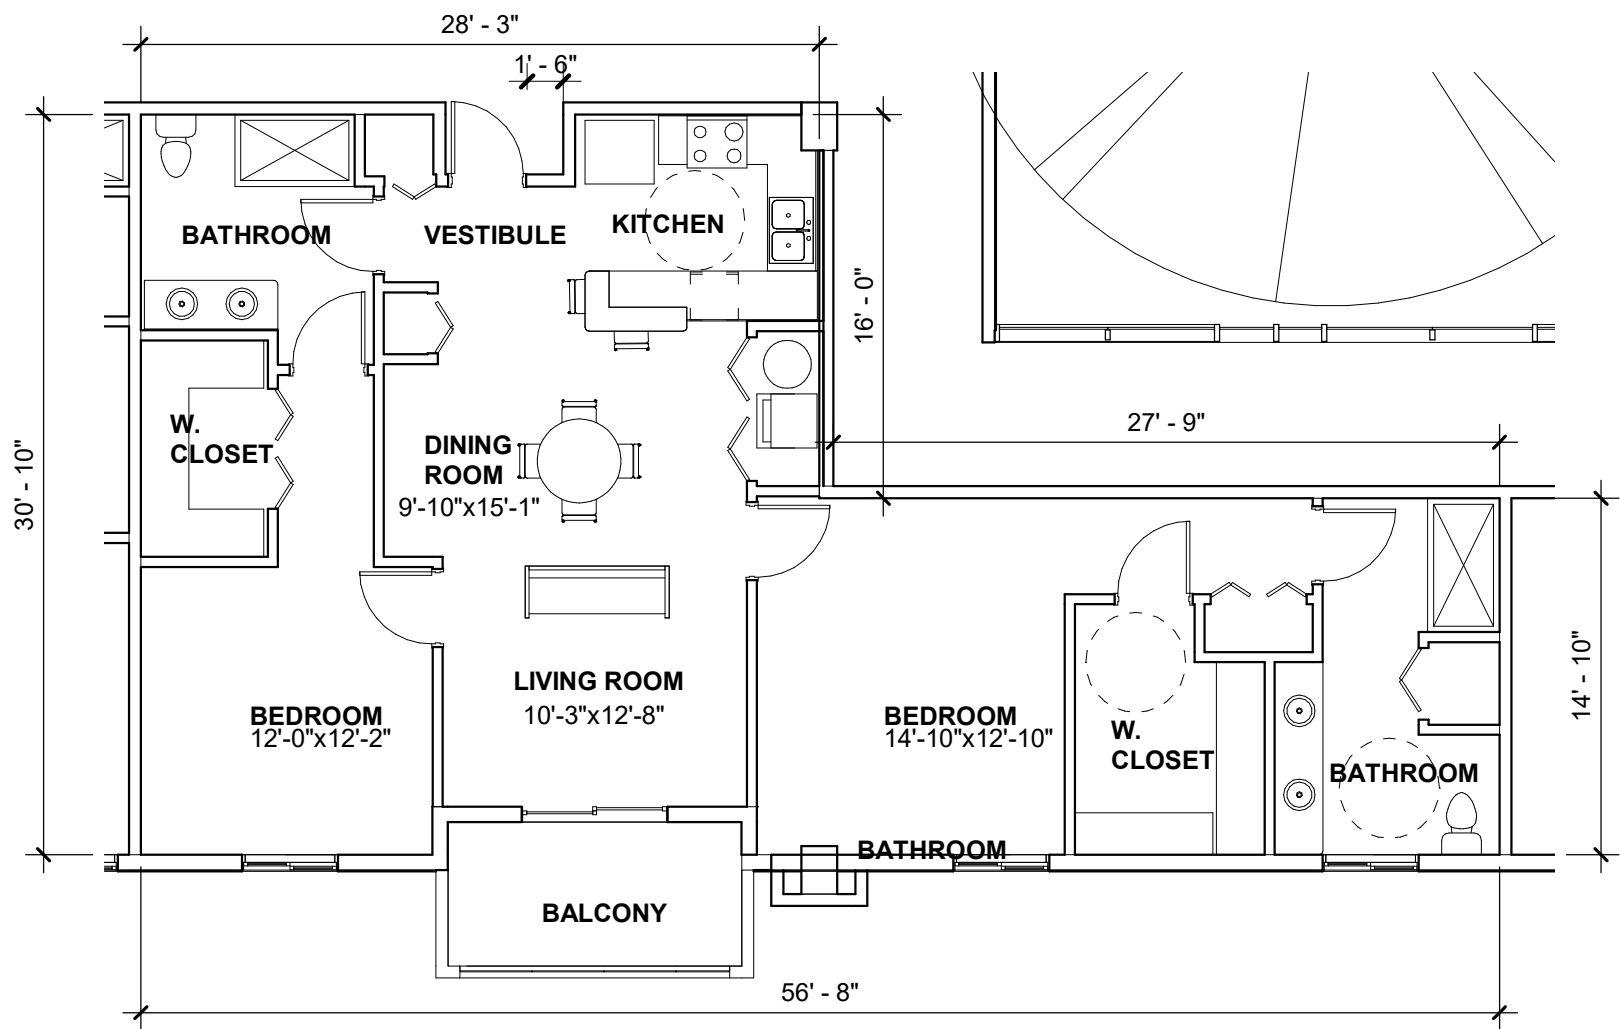 28' - 3"
1' - 6"
BATHROOM
VESTIBULE
KITCHEN
16' - 0"
30' - 10"
W.
CLOSET
DINING
ROOM
9'-10"x15'-1"
27' - 9"
LIVING ROOM
10'-3"x12'-8"
BEDROOM
12'-0"x12'-2"
BEDROOM
14'-10"x12'-10"
W.
CLOSET
BATHROOM
14' - 10"
BATHROOM
BALCONY
56' - 8"